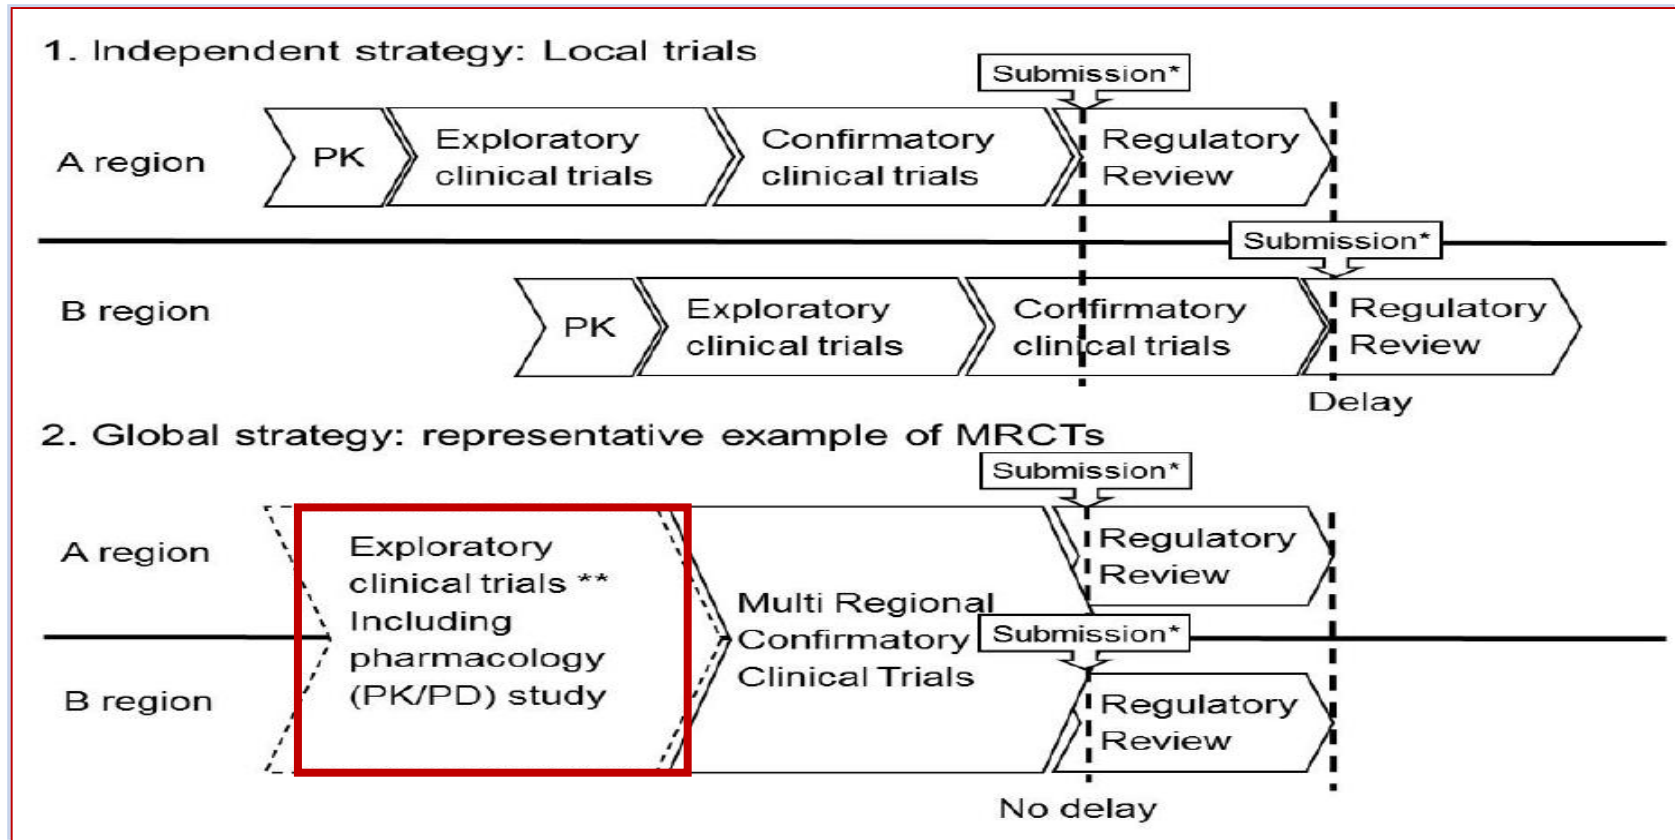 1. Independent strategy: Local trials
Submission*
A region
PK
Exploratory
clinical trials
Confirmatory
clinical trials
Regulatory
Review
Submission*
B region
PK
Exploratory
clinical trials
Confirmatory
clinical trials
Regulatory
Review
Delay
2. Global strategy: representative example of MRCTs
Submission*
A region
Exploratory
clinical trials **
Including
pharmacology
(PK/PD) study
Multi Regional
Confirmatory
Clinical Trials
Regulatory
Review
Submission*
B region
Regulatory
Review
No delay